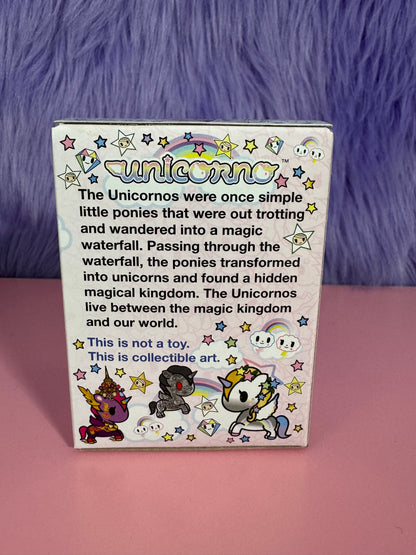 unicorno™
The Unicornos were once simple
little ponies that were out trotting
and wandered into a magic
waterfall. Passing through the
waterfall, the ponies transformed
into unicorns and found a hidden
magical kingdom. The Unicornos
live between the magic kingdom
and our world.
This is not a toy.
This is collectible art.